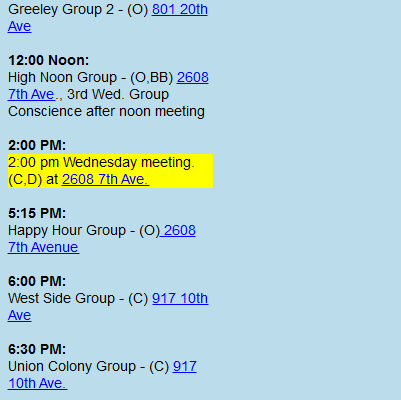 Greeley Group 2 - (O) 801 20th
Ave
12:00 Noon:
High Noon Group - (O,BB) 2608
7th Ave., 3rd Wed. Group
Conscience after noon meeting
2:00 PM:
2:00 pm Wednesday meeting.
(C,D) at 2608 7th Ave.
5:15 PM:
Happy Hour Group - (O) 2608
7th Avenue
6:00 PM:
West Side Group - (C) 917 10th
Ave
6:30 PM:
Union Colony Group - (C) 917
10th Ave.